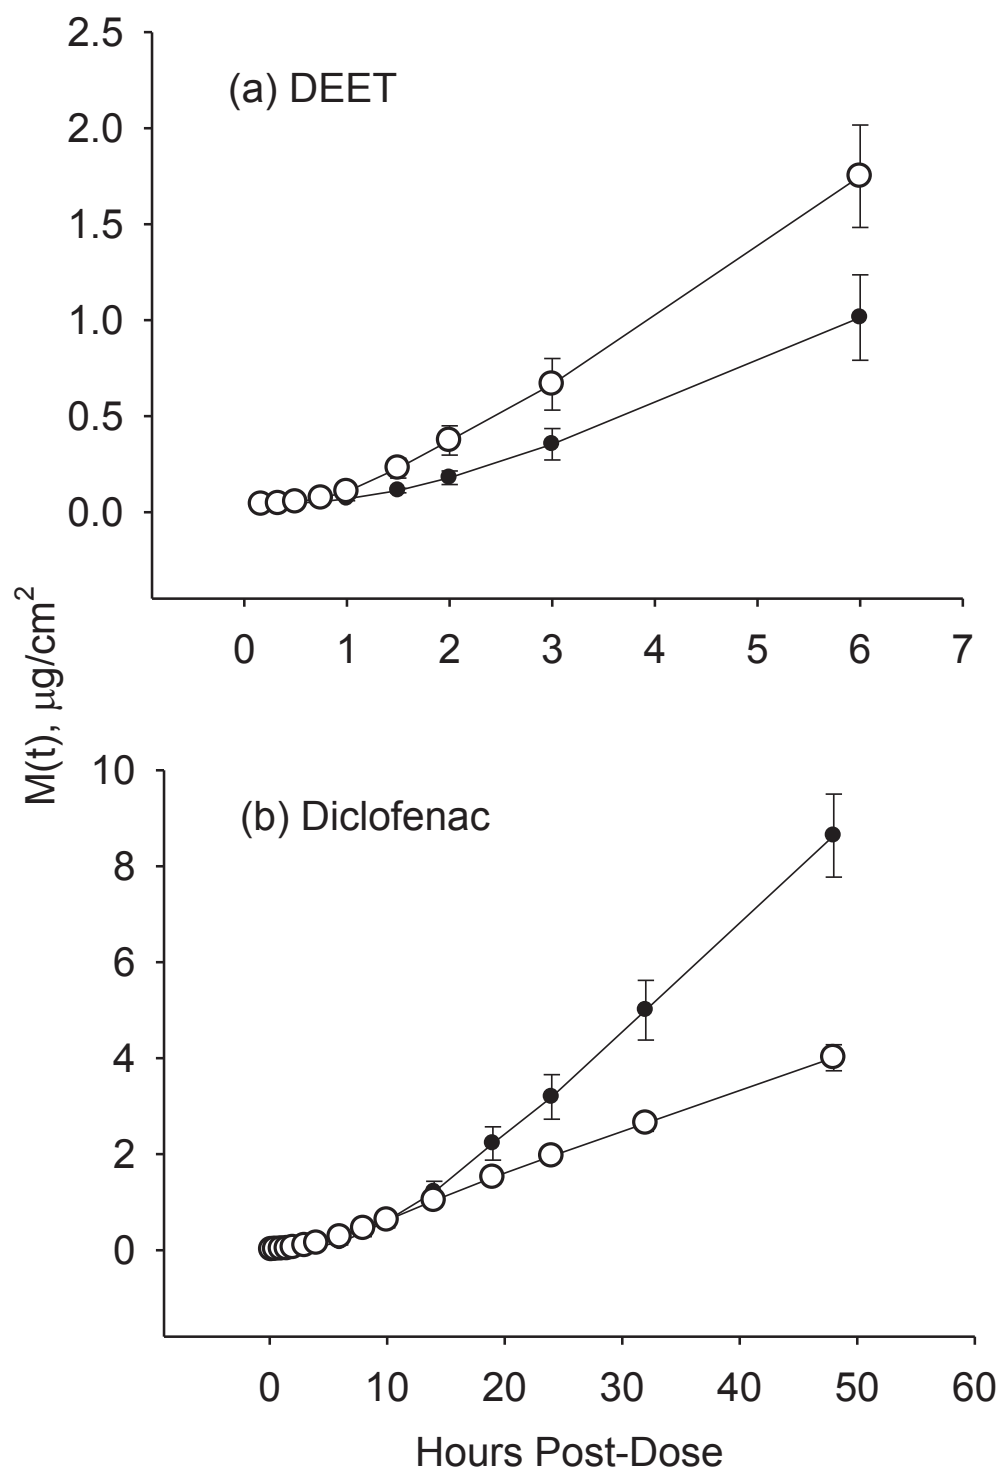 2.5
(a) DEET
2.0
1.5
1.0
0.5
0.0
0 1 2 3 4 5 6 7
M(t), μg/cm²
10
(b) Diclofenac
8
6
4
2
0
0 10 20 30 40 50 60
Hours Post-Dose